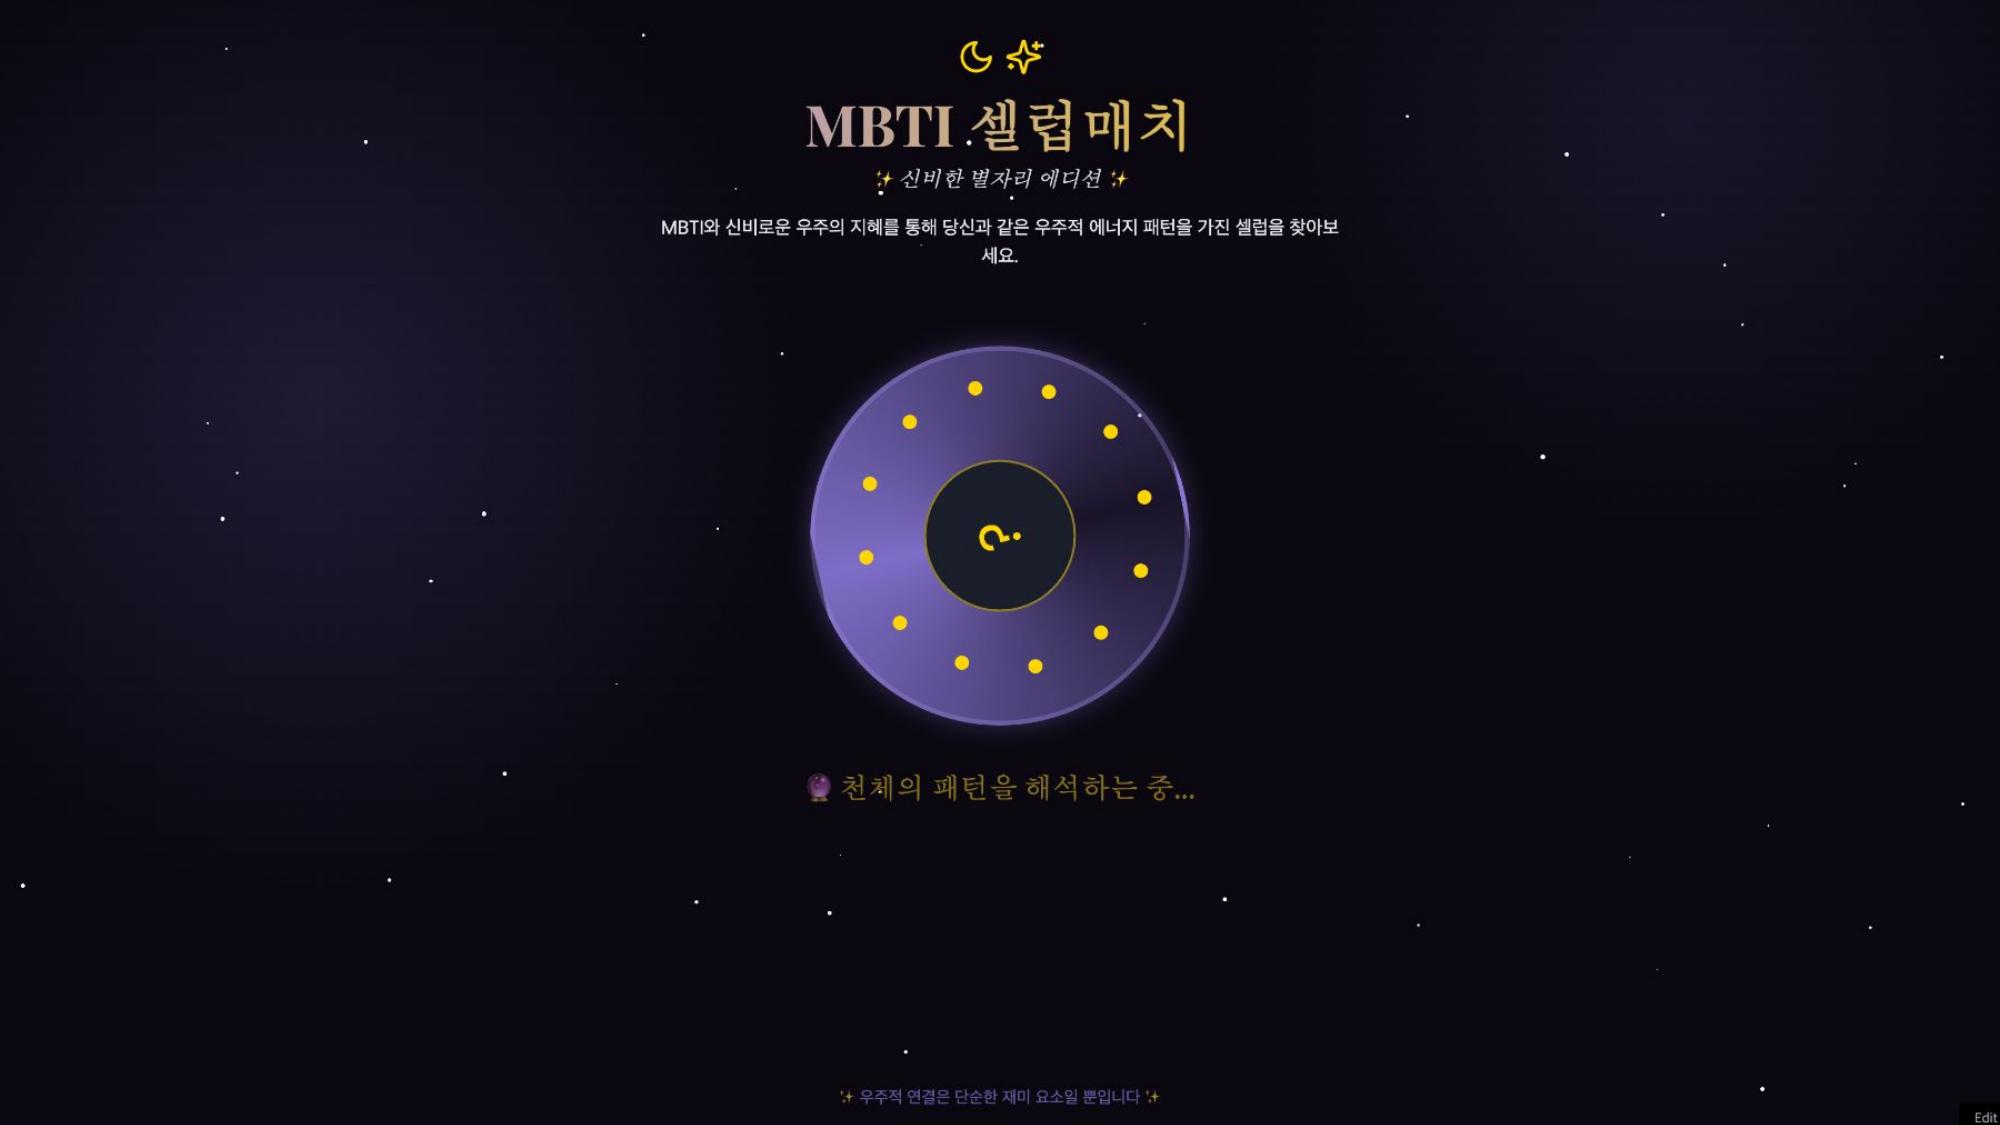 MBTI 셀럽매치
✨ 신비한 별자리 에디션 ✨
MBTI와 신비로운 우주의 지혜를 통해 당신과 같은 우주적 에너지 패턴을 가진 셀럽을 찾아보
세요.
?
🔮 천체의 패턴을 해석하는 중...
✨ 우주적 연결은 단순한 재미 요소일 뿐입니다 ✨
Edit